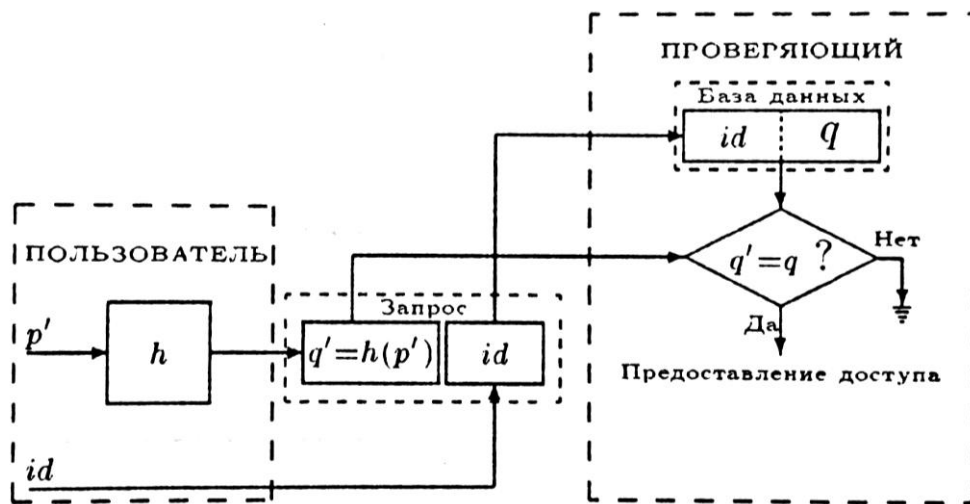 ПРОВЕРЯЮЩИЙ
База данных
id q
ПОЛЬЗОВАТЕЛЬ
q′=q ?
Нет
Запрос
p′
h
q′=h(p′)
id
Да
Предоставление доступа
id